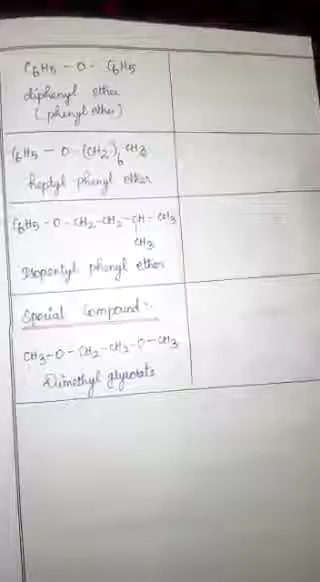 C6H5 - O - C6H5
diphenyl ether
[phenyl ether]
C6H5 - O - (CH2)6 CH3
heptyl phenyl ether
C6H5 - O - CH2 - CH2 - CH - CH3
CH3
Isopentyl phenyl ether
Special Compound :-
CH3 - O - CH2 - CH2 - O - CH3
Dimethyl